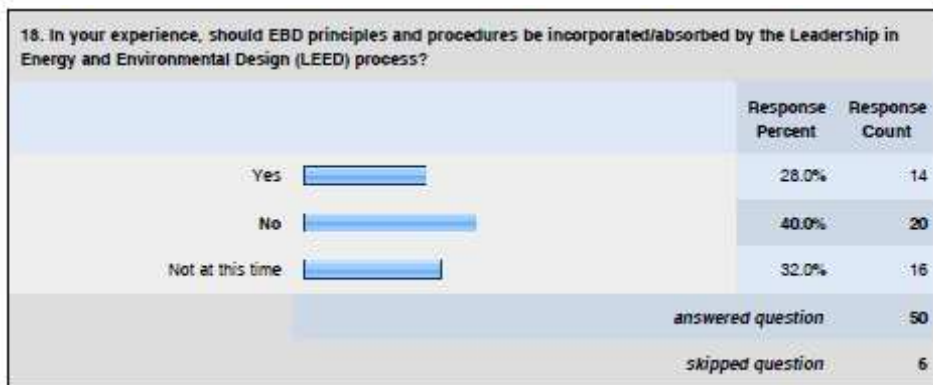 18. In your experience, should EBD principles and procedures be incorporated/absorbed by the Leadership in
Energy and Environmental Design (LEED) process?
Response Percent Response Count
Yes 28.0% 14
No 40.0% 20
Not at this time 32.0% 16
answered question 50
skipped question 6